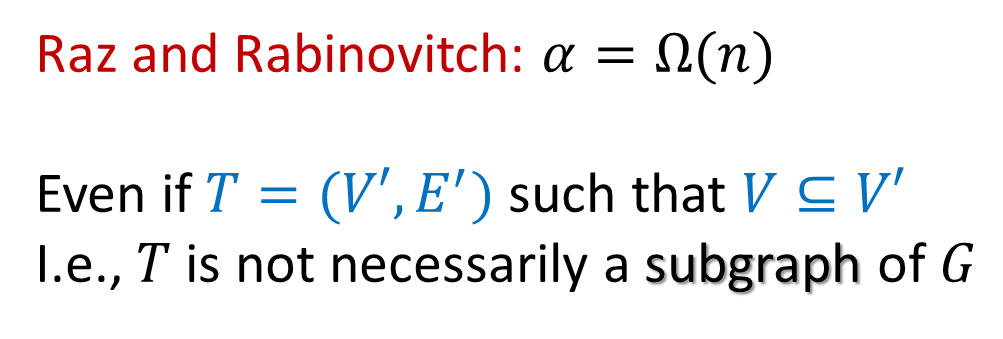 Raz and Rabinovitch: α = Ω(n)
Even if T = (V′, E′) such that V ⊆ V′
I.e., T is not necessarily a subgraph of G